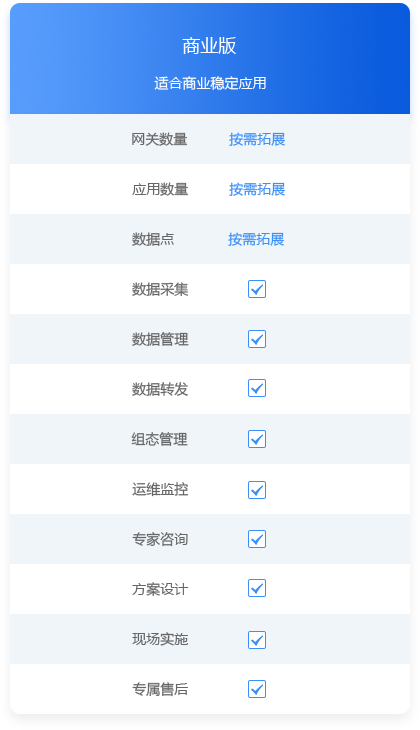 商业版
适合商业稳定应用
网关数量 按需拓展
应用数量 按需拓展
数据点 按需拓展
数据采集
数据管理
数据转发
组态管理
运维监控
专家咨询
方案设计
现场实施
专属售后